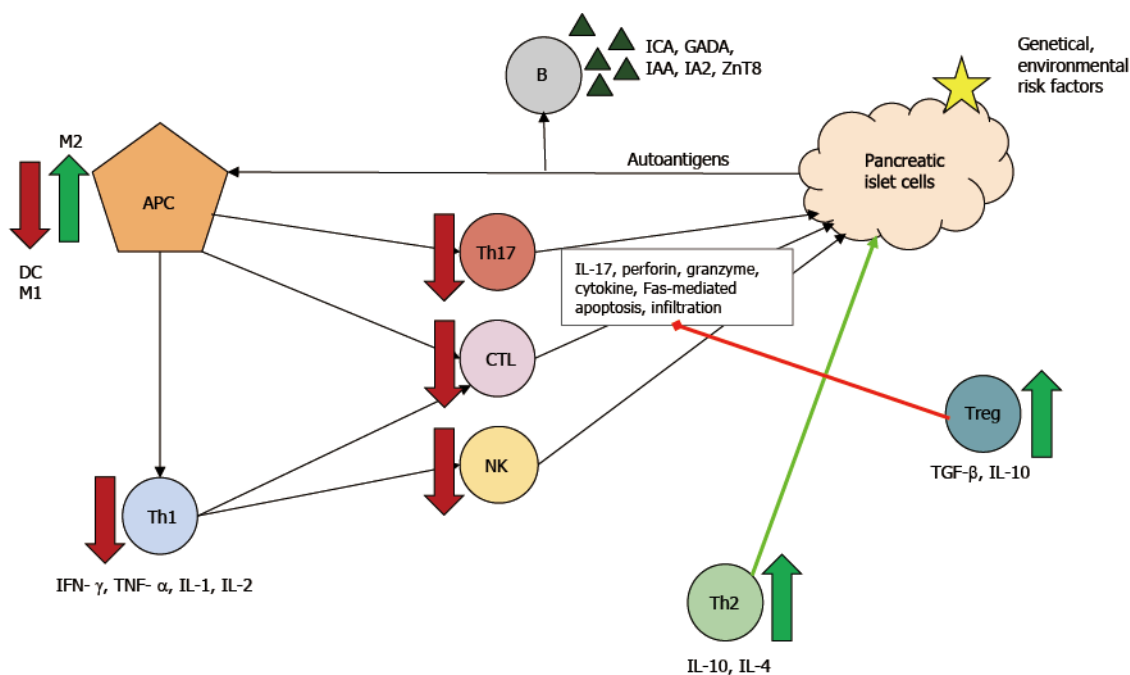 ICA, GADA,
IAA, IA2, ZnT8
B
Genetical,
environmental
risk factors
M2
Autoantigens
Pancreatic
islet cells
APC
DC
M1
Th17
IL-17, perforin, granzyme,
cytokine, Fas-mediated
apoptosis, infiltration
CTL
Treg
TGF-β, IL-10
NK
Th1
IFN- γ, TNF- α, IL-1, IL-2
Th2
IL-10, IL-4